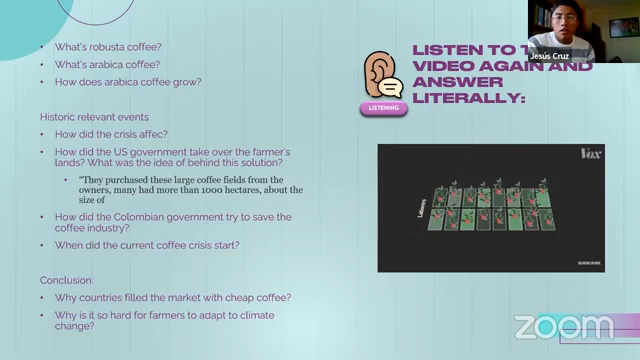 • What's robusta coffee?
• What's arabica coffee?
• How does arabica coffee grow?
Historic relevant events
• How did the crisis affec?
• How did the US government take over the farmer's
lands? What was the idea of behind this solution?
• "They purchased these large coffee fields from the
owners, many had more than 1000 hectares, about the
size of
• How did the Colombian government try to save the
coffee industry?
• When did the current coffee crisis start?
Conclusion:
• Why countries filled the market with cheap coffee?
• Why is it so hard for farmers to adapt to climate
change?
LISTENING
LISTEN TO T
VIDEO AGAIN AND
ANSWER
LITERALLY:
Jesús Cruz
Vox
SUBSCRIBE
zoom